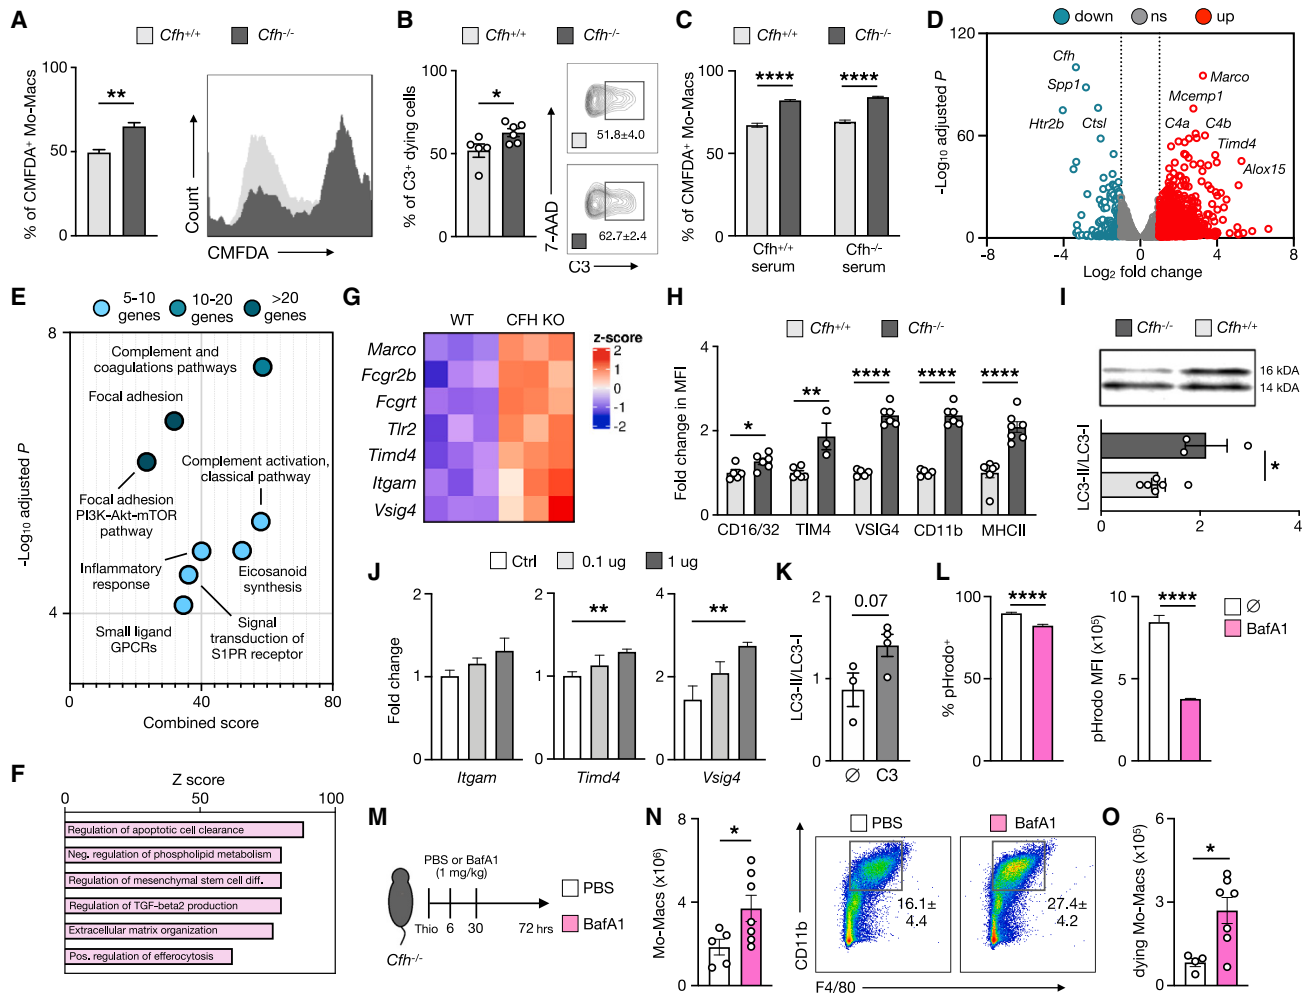 A
Cfh+/+ Cfh-/-
% of CMFDA+ Mo-Macs
100
50
0
**
Count
CMFDA
B
Cfh+/+ Cfh-/-
% of C3+ dying cells
100
50
0
*
51.8±4.0
62.7±2.4
7-AAD
C3
C
Cfh+/+ Cfh-/-
% of CMFDA+ Mo-Macs
100
50
0
**** ****
Cfh+/+ serum
Cfh-/- serum
D
down ns up
-Log10 adjusted P
120
60
0
Cfh
Spp1
Htr2b
Ctsl
Marco
Mcemp1
C4a C4b
Timd4
Alox15
-8 -4 0 4 8
Log2 fold change
E
5-10 genes
10-20 genes
>20 genes
-Log10 adjusted P
8
4
Complement and coagulations pathways
Focal adhesion
Complement activation, classical pathway
Focal adhesion PI3K-Akt-mTOR pathway
Inflammatory response
Eicosanoid synthesis
Small ligand GPCRs
Signal transduction of S1PR receptor
0 40 80
Combined score
F
Z score
0 50 100
Regulation of apoptotic cell clearance
Neg. regulation of phospholipid metabolism
Regulation of mesenchymal stem cell diff.
Regulation of TGF-beta2 production
Extracellular matrix organization
Pos. regulation of efferocytosis
G
WT CFH KO
z-score
2
1
0
-1
-2
Marco
Fcgr2b
Fcgrt
Tlr2
Timd4
Itgam
Vsig4
H
Cfh+/+ Cfh-/-
Fold change in MFI
4
2
0
* ** **** **** ****
CD16/32 TIM4 VSIG4 CD11b MHCII
I
Cfh-/- Cfh+/+
16 kDA
14 kDA
LC3-II/LC3-I
*
0 2 4
J
Ctrl 0.1 ug 1 ug
Fold change
2
1
0
Itgam
2
1
0
**
Timd4
4
2
0
**
Vsig4
K
LC3-II/LC3-I
2
1
0
0.07
∅ C3
L
% pHrodo+
100
50
0
****
pHrodo MFI (x10⁵)
10
5
0
****
∅
BafA1
M
PBS or BafA1
(1 mg/kg)
Thio 6 30 72 hrs
Cfh-/-
PBS
BafA1
N
Mo-Macs (x10⁶)
8
4
0
*
PBS
BafA1
16.1±
4.4
27.4±
4.2
CD11b
F4/80
O
dying Mo-Macs (x10⁵)
6
3
0
*